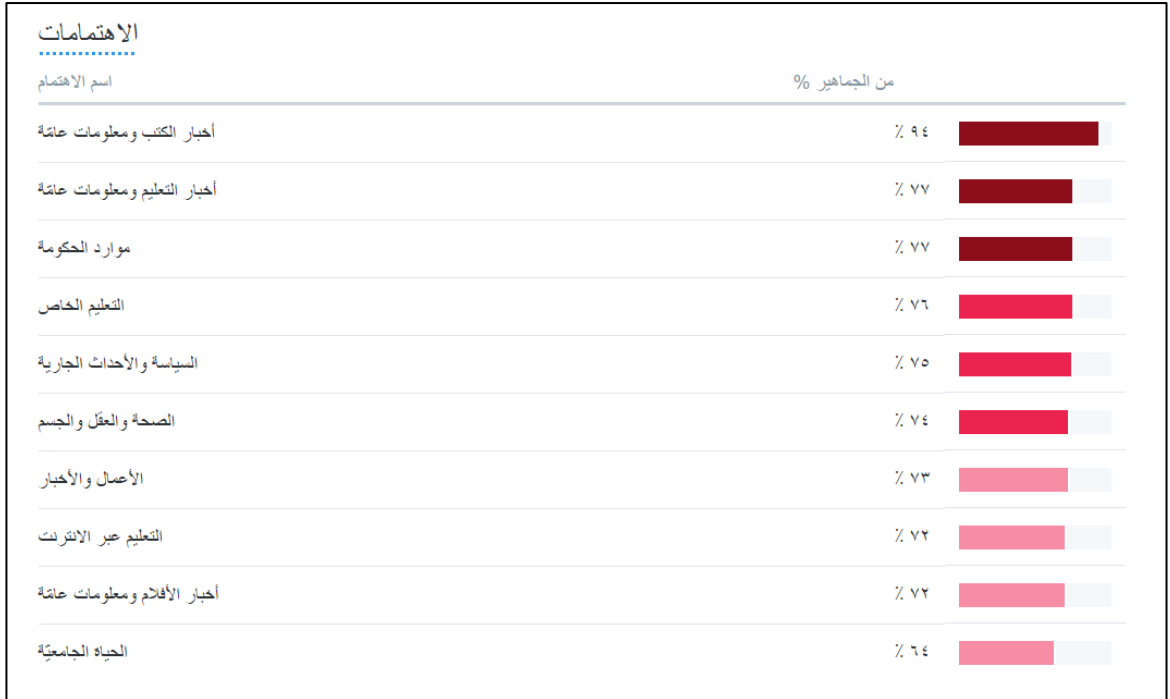 الاهتمامات
اسم الاهتمام % من الجماهير
أخبار الكتب ومعلومات عامّة ٩٤ ٪
أخبار التعليم ومعلومات عامّة ٧٧ ٪
موارد الحكومة ٧٧ ٪
التعليم الخاص ٧٦ ٪
السياسة والأحداث الجارية ٧٥ ٪
الصحة والعقل والجسم ٧٤ ٪
الأعمال والأخبار ٧٣ ٪
التعليم عبر الانترنت ٧٢ ٪
أخبار الأفلام ومعلومات عامّة ٧٢ ٪
الحياة الجامعيّة ٦٤ ٪